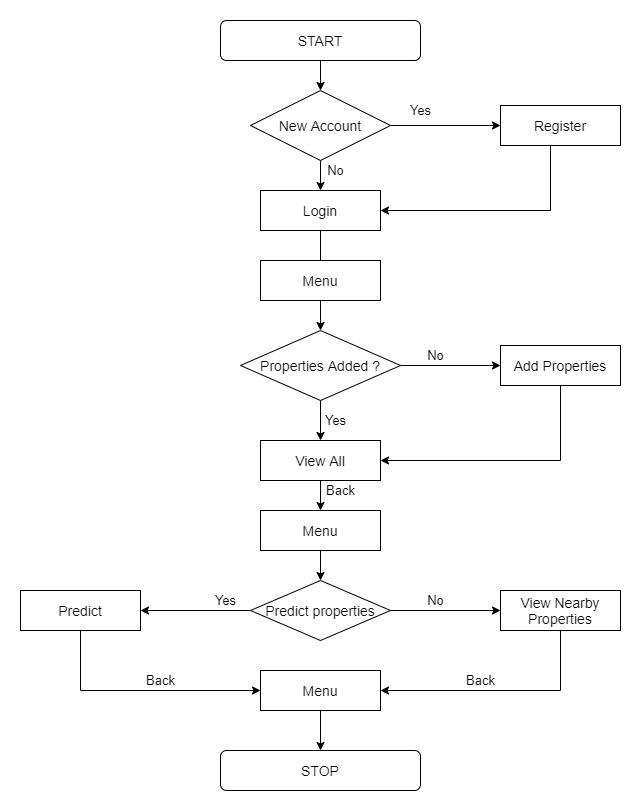 START
New Account
Yes
Register
No
Login
Menu
Properties Added ?
No
Add Properties
Yes
View All
Back
Menu
Predict
Yes
Predict properties
No
View Nearby
Properties
Back
Menu
Back
STOP